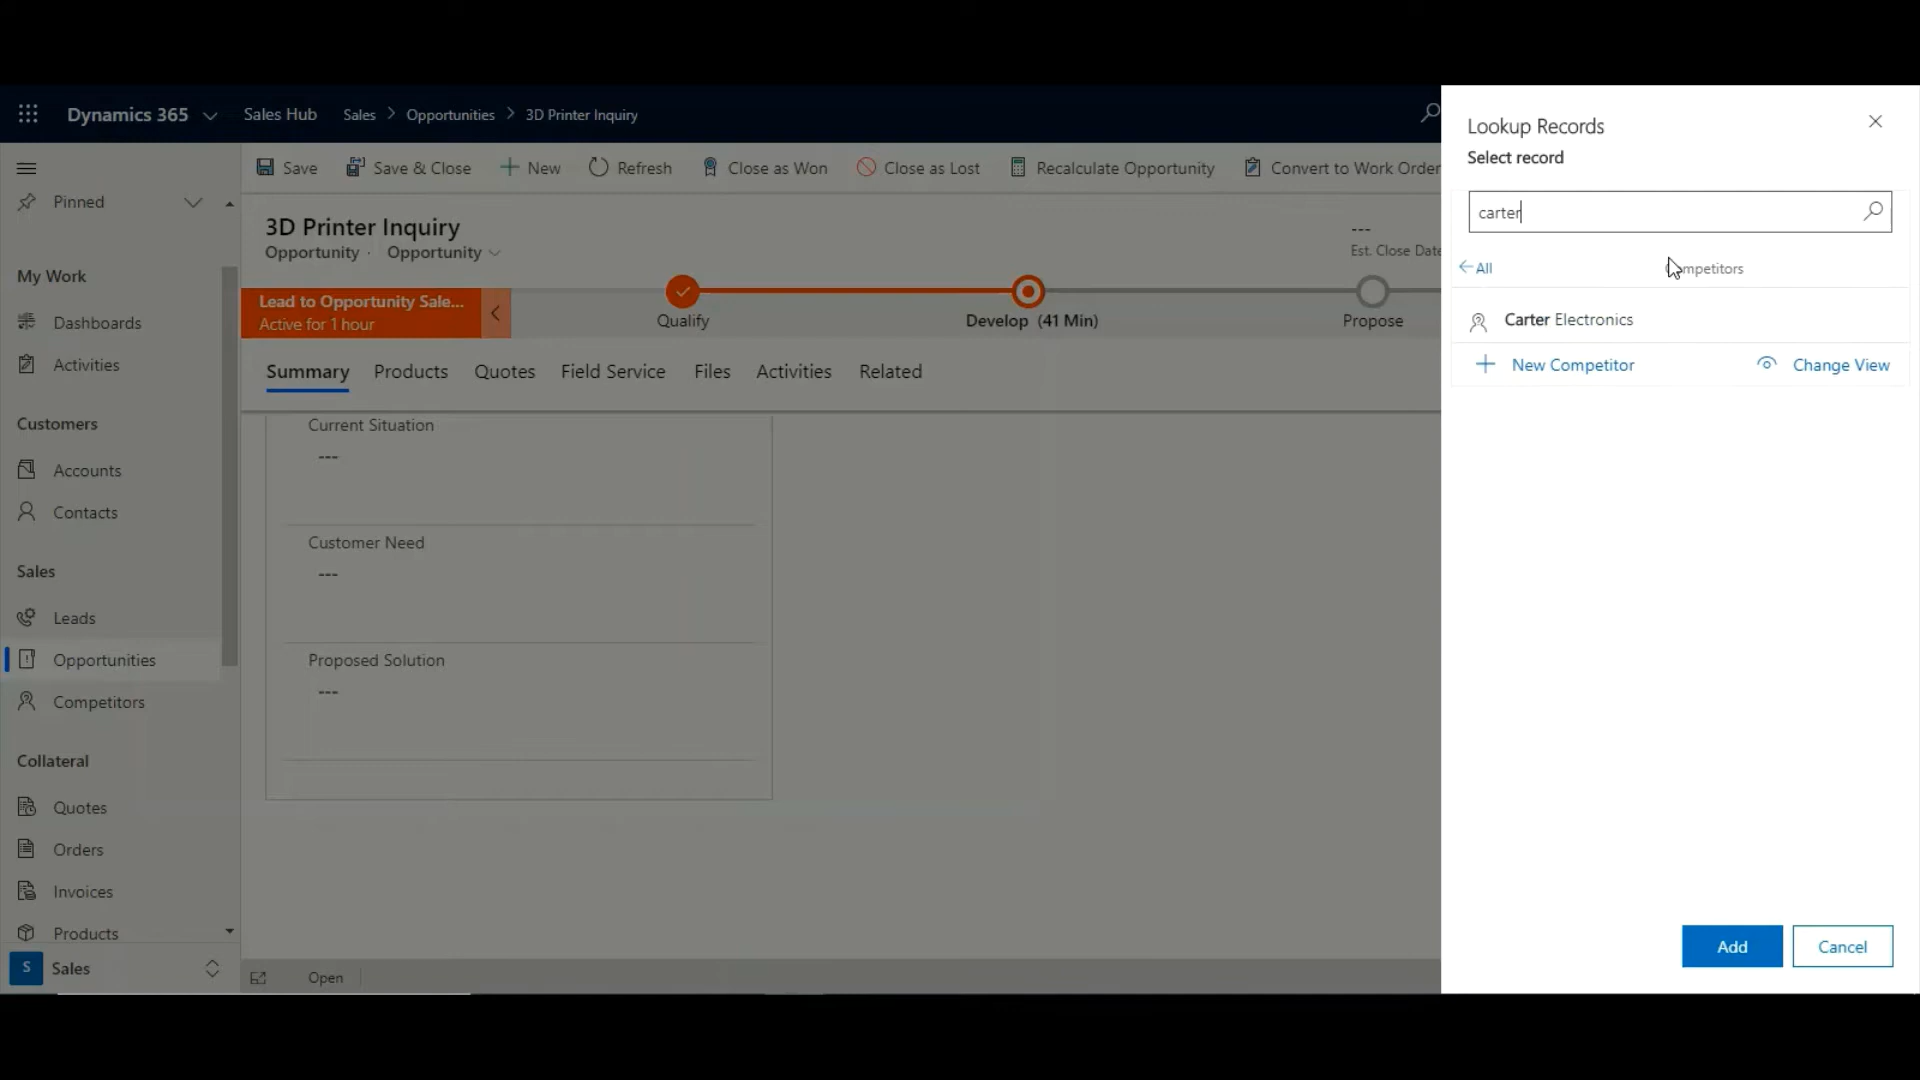 Dynamics 365
Sales Hub
Sales > Opportunities > 3D Printer Inquiry
Save
Save & Close
New
Refresh
Close as Won
Close as Lost
Recalculate Opportunity
Convert to Work Order
Pinned
My Work
Dashboards
Activities
Customers
Accounts
Contacts
Sales
Leads
Opportunities
Competitors
Collateral
Quotes
Orders
Invoices
Products
S
Sales
3D Printer Inquiry
Opportunity · Opportunity
---
Est. Close Date
Lead to Opportunity Sale...
Active for 1 hour
Qualify
Develop (41 Min)
Propose
Summary
Products
Quotes
Field Service
Files
Activities
Related
Current Situation
---
Customer Need
---
Proposed Solution
---
Open
Lookup Records
Select record
carter
All
mpetitors
Carter Electronics
New Competitor
Change View
Add
Cancel